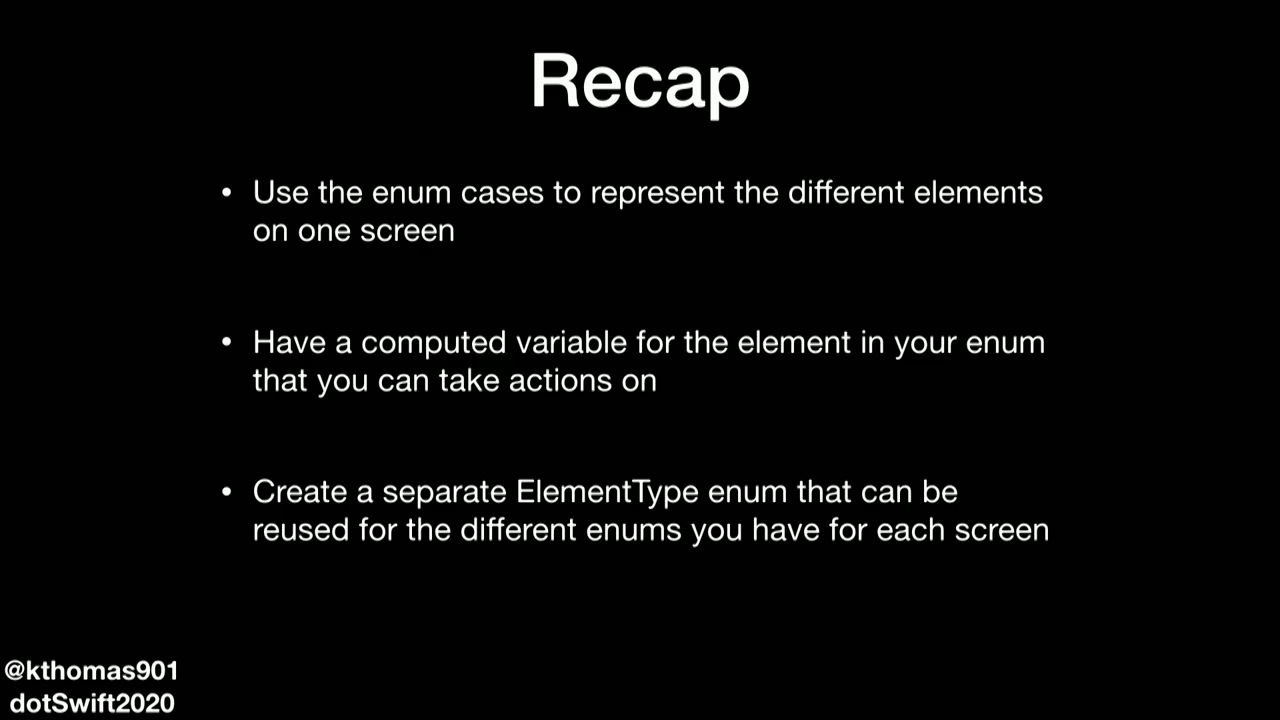 Recap
• Use the enum cases to represent the different elements
on one screen
• Have a computed variable for the element in your enum
that you can take actions on
• Create a separate ElementType enum that can be
reused for the different enums you have for each screen
@kthomas901
dotSwift2020